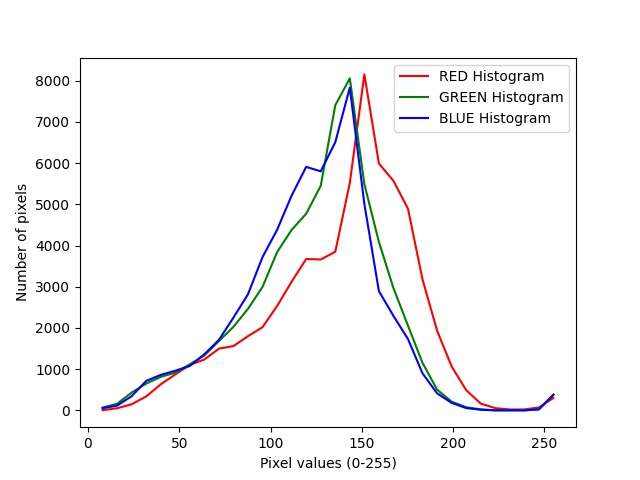 RED Histogram
GREEN Histogram
BLUE Histogram
8000
7000
6000
5000
4000
3000
2000
1000
0
Number of pixels
0 50 100 150 200 250
Pixel values (0-255)